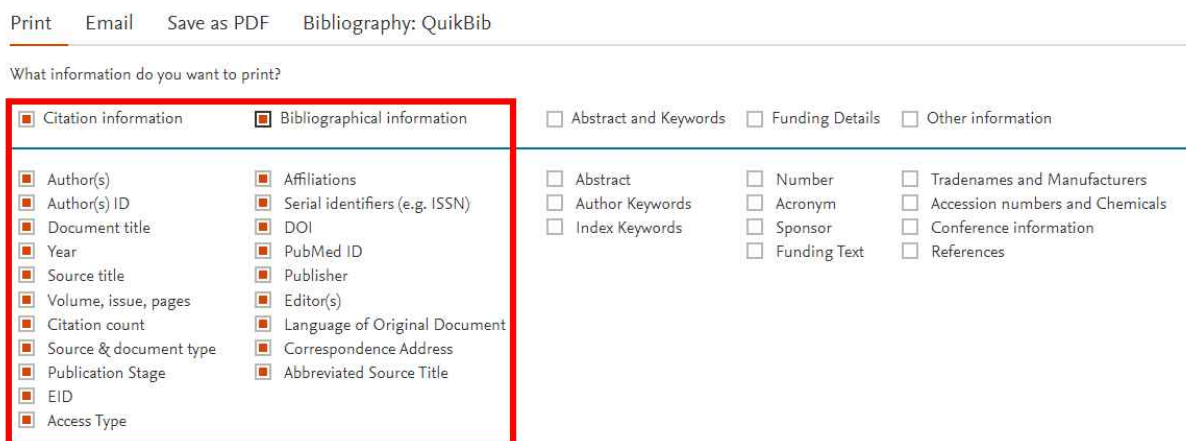 Print Email Save as PDF Bibliography: QuikBib
What information do you want to print?
Citation information Bibliographical information Abstract and Keywords Funding Details Other information
Author(s) Affiliations Abstract Number Tradenames and Manufacturers
Author(s) ID Serial identifiers (e.g. ISSN) Author Keywords Acronym Accession numbers and Chemicals
Document title DOI Index Keywords Sponsor Conference information
Year PubMed ID Funding Text References
Source title Publisher
Volume, issue, pages Editor(s)
Citation count Language of Original Document
Source & document type Correspondence Address
Publication Stage Abbreviated Source Title
EID
Access Type